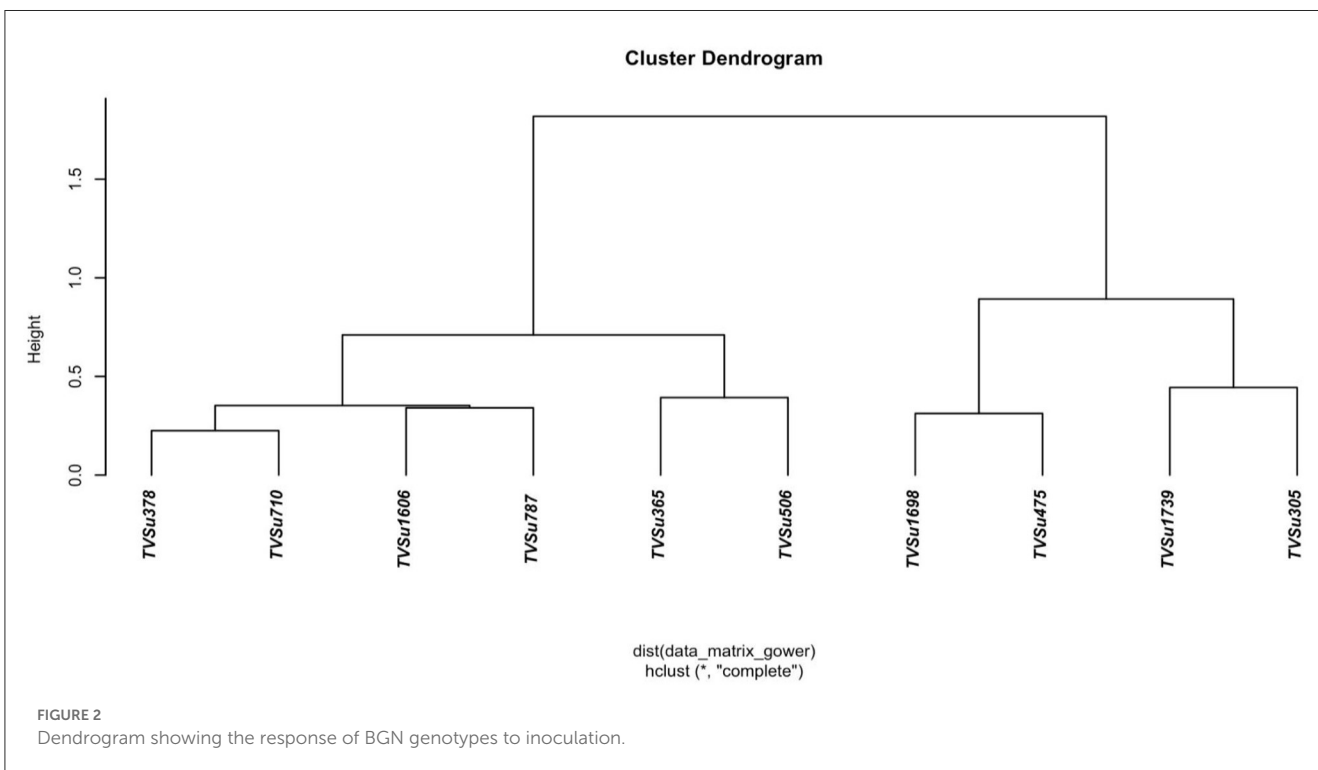 Cluster Dendrogram
Height
1.5
1.0
0.5
0.0
TVSu378
TVSu710
TVSu1606
TVSu787
TVSu365
TVSu506
TVSu1698
TVSu475
TVSu1739
TVSu305
dist(data_matrix_gower)
hclust (*, "complete")
FIGURE 2
Dendrogram showing the response of BGN genotypes to inoculation.